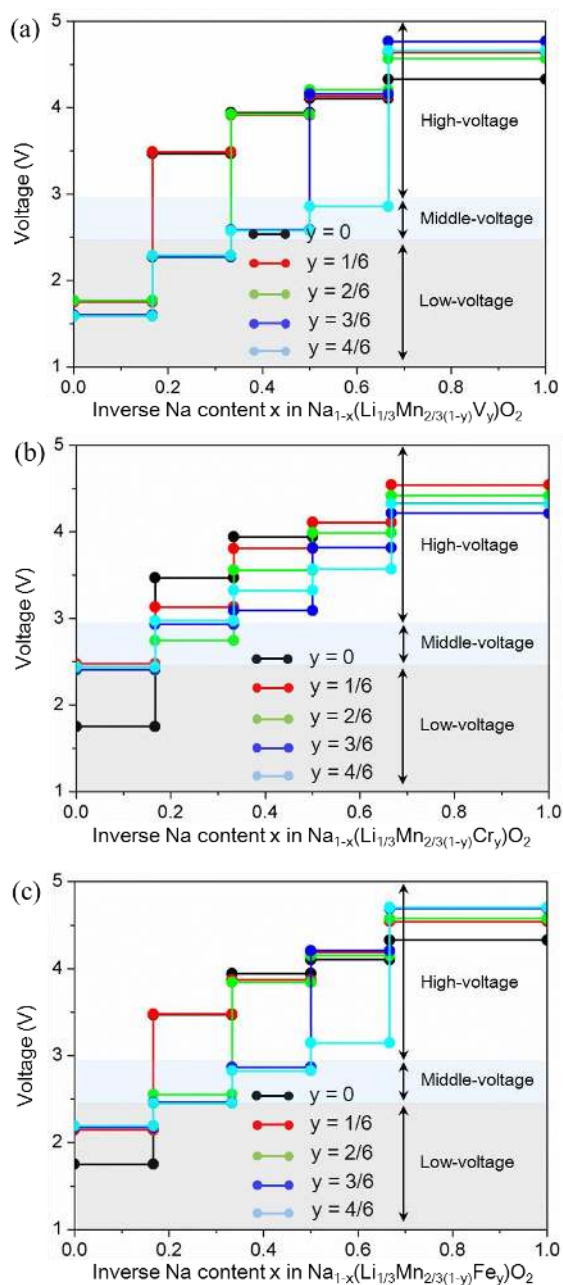 (a)
Voltage (V)
5
4
3
2
1
High-voltage
Middle-voltage
Low-voltage
y = 0
y = 1/6
y = 2/6
y = 3/6
y = 4/6
0.0 0.2 0.4 0.6 0.8 1.0
Inverse Na content x in Na₁₋ₓ(Li₁/₃Mn₂/₃(₁₋y)Vy)O₂
(b)
Voltage (V)
5
4
3
2
1
High-voltage
Middle-voltage
Low-voltage
y = 0
y = 1/6
y = 2/6
y = 3/6
y = 4/6
0.0 0.2 0.4 0.6 0.8 1.0
Inverse Na content x in Na₁₋ₓ(Li₁/₃Mn₂/₃(₁₋y)Cry)O₂
(c)
Voltage (V)
5
4
3
2
1
High-voltage
Middle-voltage
Low-voltage
y = 0
y = 1/6
y = 2/6
y = 3/6
y = 4/6
0.0 0.2 0.4 0.6 0.8 1.0
Inverse Na content x in Na₁₋ₓ(Li₁/₃Mn₂/₃(₁₋y)Fey)O₂